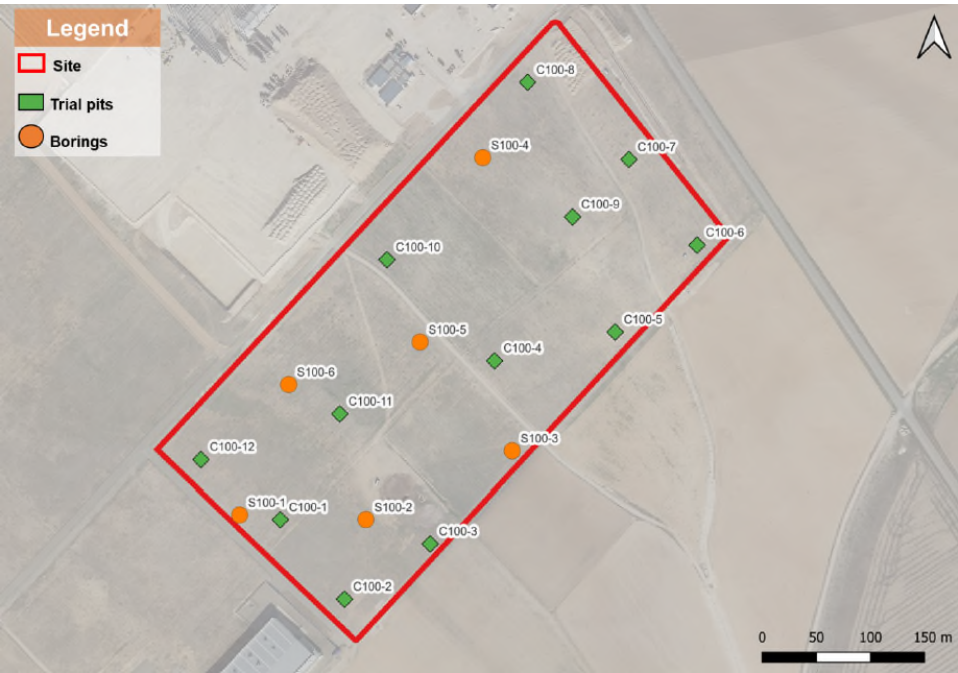 Legend
Site
Trial pits
Borings
C100-8
S100-4
C100-7
C100-9
C100-6
C100-10
C100-5
S100-5
C100-4
S100-6
C100-11
S100-3
C100-12
S100-1
C100-1
S100-2
C100-3
C100-2
0 50 100 150 m